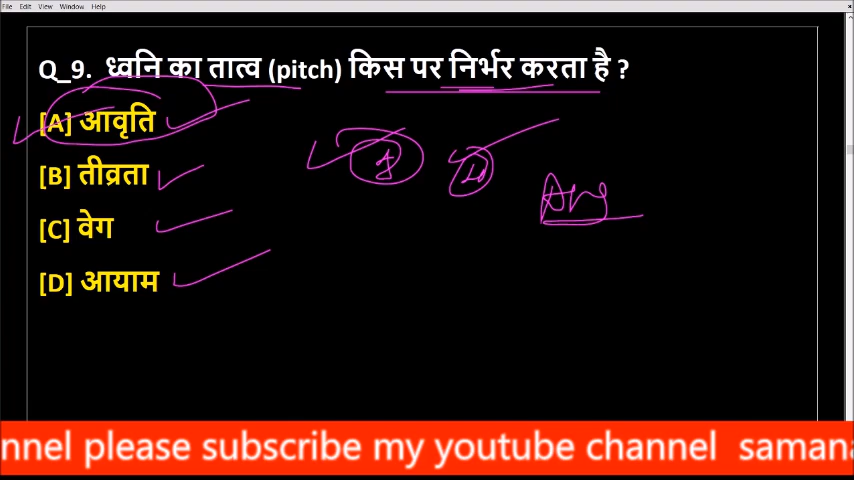 File Edit View Window Help
Q_9. ध्वनि का तात्व (pitch) किस पर निर्भर करता है ?
[A] आवृति
[B] तीव्रता
[C] वेग
[D] आयाम
nnel please subscribe my youtube channel samana